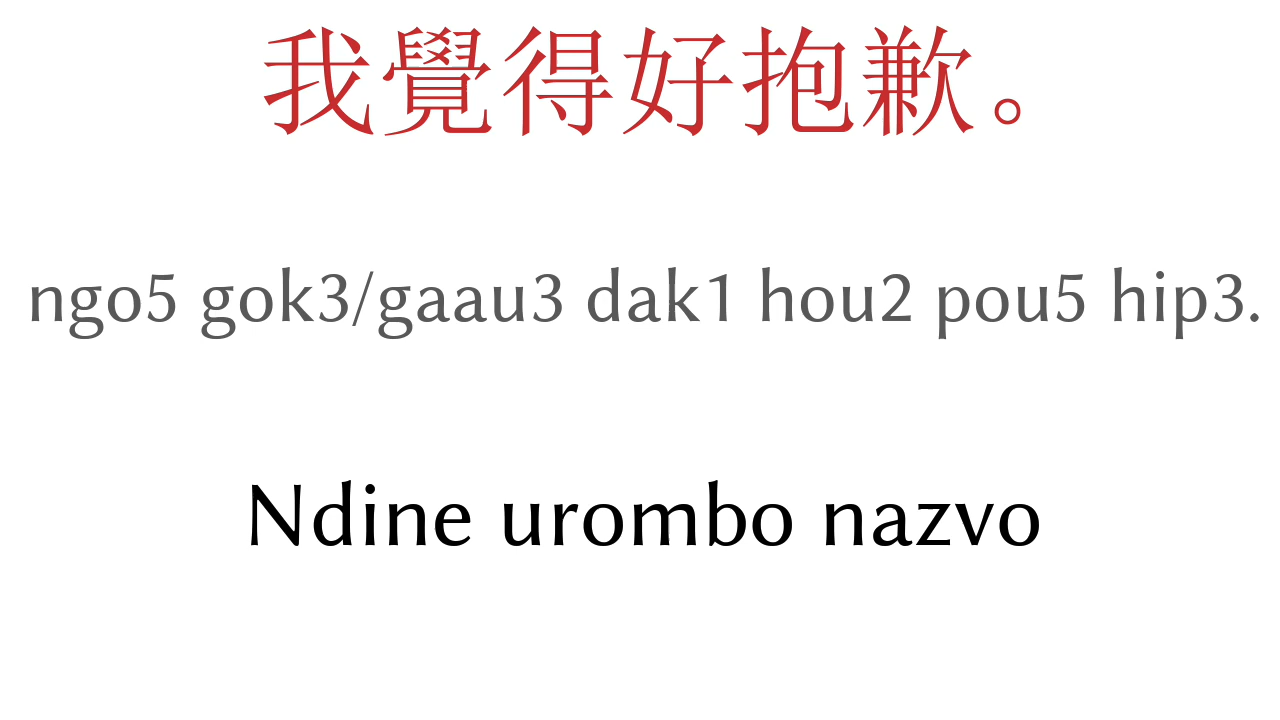 我覺得好抱歉。
ngo5 gok3/gaau3 dak1 hou2 pou5 hip3.
Ndine urombo nazvo